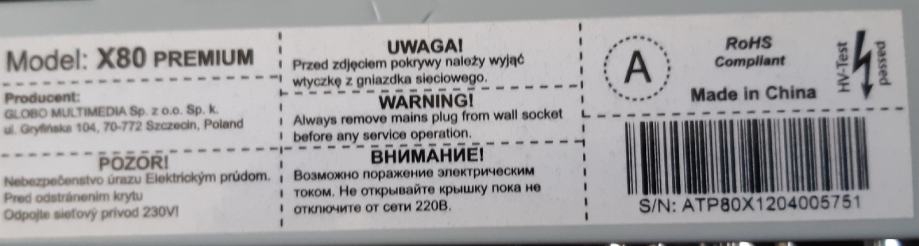 Model: X80 PREMIUM
Producent:
GLOBO MULTIMEDIA Sp. z o.o. Sp. k.
ul. Gryfińska 104, 70-772 Szczecin, Poland
POZOR!
Nebezpečenstvo úrazu Elektrickým prúdom.
Pred odstránením krytu
Odpojte sieťový prívod 230V!
UWAGA!
Przed zdjęciem pokrywy należy wyjąć
wtyczkę z gniazdka sieciowego.
WARNING!
Always remove mains plug from wall socket
before any service operation.
ВНИМАНИЕ!
Возможно поражение электрическим
током. Не открывайте крышку пока не
отключите от сети 220В.
A
RoHS
Compliant
Made in China
HV-Test
passed
S/N: ATP80X1204005751